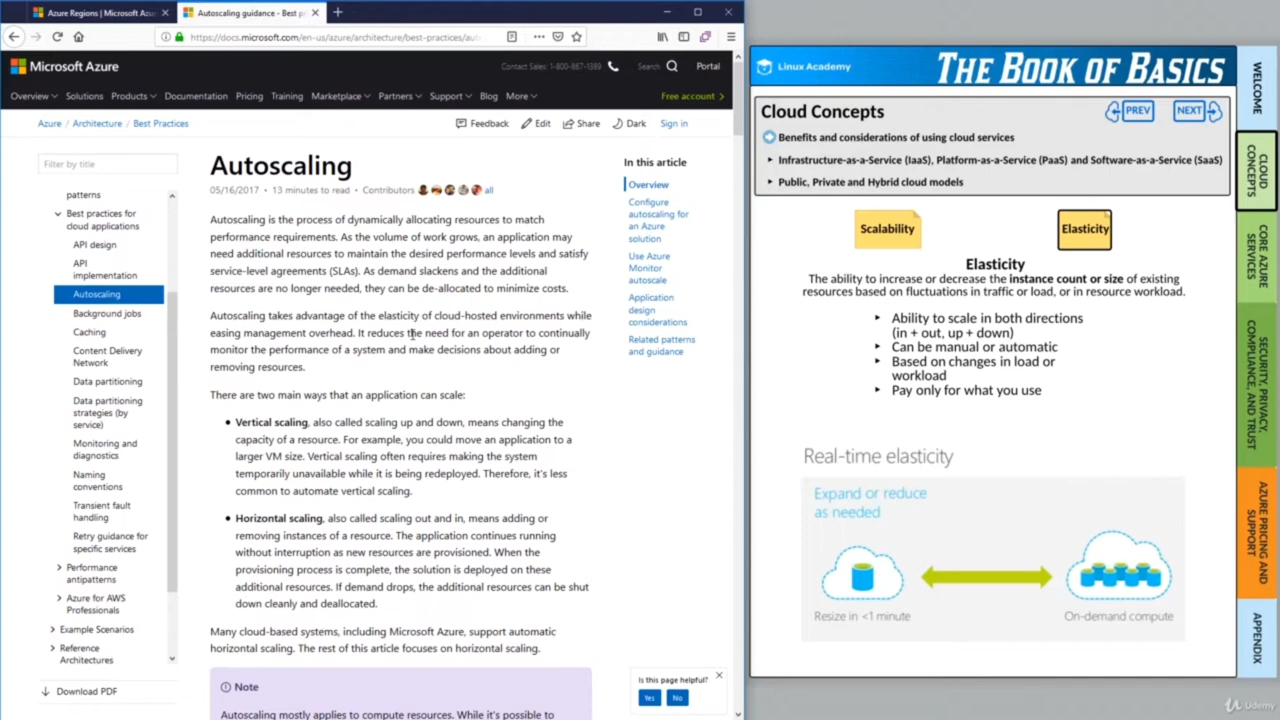 Azure Regions | Microsoft Azu
Autoscaling guidance - Best p
https://docs.microsoft.com/en-us/azure/architecture/best-practices/aut
Microsoft Azure
Contact Sales: 1-800-867-1389
Search
Portal
Overview
Solutions
Products
Documentation
Pricing
Training
Marketplace
Partners
Support
Blog
More
Free account
Azure / Architecture / Best Practices
Feedback
Edit
Share
Dark
Sign in
Filter by title
patterns
Best practices for
cloud applications
API design
API
implementation
Autoscaling
Background jobs
Caching
Content Delivery
Network
Data partitioning
Data partitioning
strategies (by
service)
Monitoring and
diagnostics
Naming
conventions
Transient fault
handling
Retry guidance for
specific services
Performance
antipatterns
Azure for AWS
Professionals
Example Scenarios
Reference
Architectures
Download PDF
Autoscaling
05/16/2017 • 13 minutes to read • Contributors all
Autoscaling is the process of dynamically allocating resources to match
performance requirements. As the volume of work grows, an application may
need additional resources to maintain the desired performance levels and satisfy
service-level agreements (SLAs). As demand slackens and the additional
resources are no longer needed, they can be de-allocated to minimize costs.
Autoscaling takes advantage of the elasticity of cloud-hosted environments while
easing management overhead. It reduces the need for an operator to continually
monitor the performance of a system and make decisions about adding or
removing resources.
There are two main ways that an application can scale:
• Vertical scaling, also called scaling up and down, means changing the
capacity of a resource. For example, you could move an application to a
larger VM size. Vertical scaling often requires making the system
temporarily unavailable while it is being redeployed. Therefore, it's less
common to automate vertical scaling.
• Horizontal scaling, also called scaling out and in, means adding or
removing instances of a resource. The application continues running
without interruption as new resources are provisioned. When the
provisioning process is complete, the solution is deployed on these
additional resources. If demand drops, the additional resources can be shut
down cleanly and deallocated.
Many cloud-based systems, including Microsoft Azure, support automatic
horizontal scaling. The rest of this article focuses on horizontal scaling.
Note
Autoscaling mostly applies to compute resources. While it's possible to
In this article
Overview
Configure
autoscaling for
an Azure
solution
Use Azure
Monitor
autoscale
Application
design
considerations
Related patterns
and guidance
Is this page helpful?
Yes
No
Linux Academy
THE BOOK OF BASICS
Cloud Concepts
PREV
NEXT
Benefits and considerations of using cloud services
Infrastructure-as-a-Service (IaaS), Platform-as-a-Service (PaaS) and Software-as-a-Service (SaaS)
Public, Private and Hybrid cloud models
Scalability
Elasticity
Elasticity
The ability to increase or decrease the instance count or size of existing
resources based on fluctuations in traffic or load, or in resource workload.
Ability to scale in both directions
(in + out, up + down)
Can be manual or automatic
Based on changes in load or
workload
Pay only for what you use
Real-time elasticity
Expand or reduce
as needed
Resize in <1 minute
On-demand compute
WELCOME
CLOUD
CONCEPTS
CORE AZURE
SERVICES
SECURITY, PRIVACY,
COMPLIANCE, AND TRUST
AZURE PRICING AND
SUPPORT
APPENDIX
Udemy